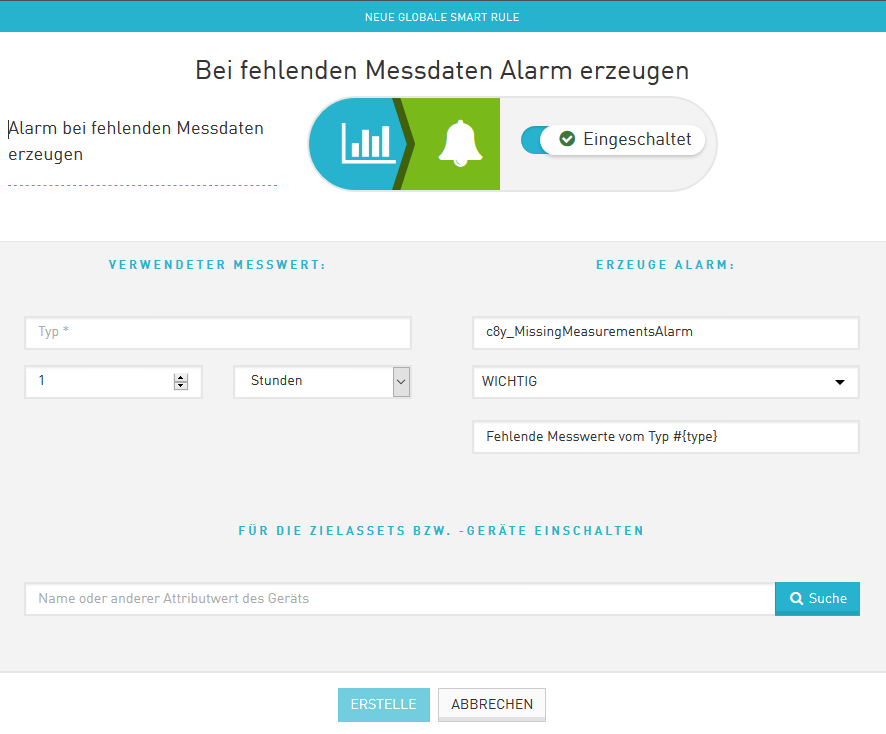 NEUE GLOBALE SMART RULE
Bei fehlenden Messdaten Alarm erzeugen
Alarm bei fehlenden Messdaten
erzeugen
Eingeschaltet
VERWENDETER MESSWERT:
ERZEUGE ALARM:
Typ *
c8y_MissingMeasurementsAlarm
1
Stunden
WICHTIG
Fehlende Messwerte vom Typ #{type}
FÜR DIE ZIELASSETS BZW. -GERÄTE EINSCHALTEN
Name oder anderer Attributwert des Geräts
Suche
ERSTELLE
ABBRECHEN